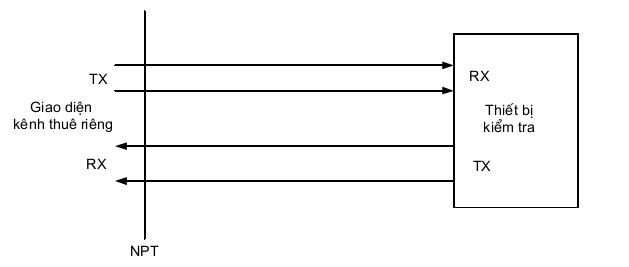 TX
RX
Giao diện
kênh thuê riêng
Thiết bị
kiểm tra
RX
TX
NPT